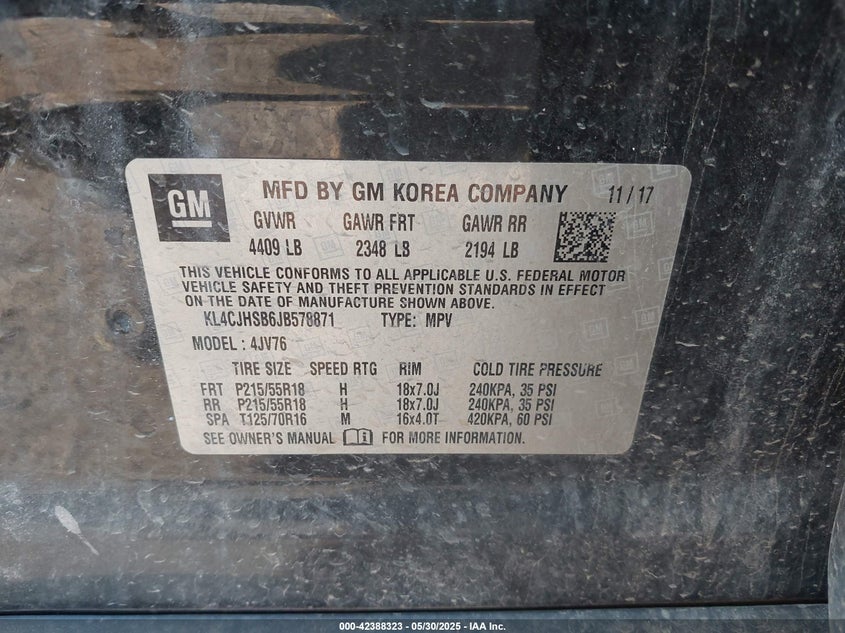 GM
MFD BY GM KOREA COMPANY 11 / 17
GVWR GAWR FRT GAWR RR
4409 LB 2348 LB 2194 LB
THIS VEHICLE CONFORMS TO ALL APPLICABLE U.S. FEDERAL MOTOR
VEHICLE SAFETY AND THEFT PREVENTION STANDARDS IN EFFECT
ON THE DATE OF MANUFACTURE SHOWN ABOVE.
KL4CJHSB6JB578871 TYPE: MPV
MODEL : 4JV76
TIRE SIZE SPEED RTG RIM COLD TIRE PRESSURE
FRT P215/55R18 H 18x7.0J 240KPA, 35 PSI
RR P215/55R18 H 18x7.0J 240KPA, 35 PSI
SPA T125/70R16 M 16x4.0T 420KPA, 60 PSI
SEE OWNER'S MANUAL FOR MORE INFORMATION.
000-42388323 — 05/30/2025 — IAA Inc.